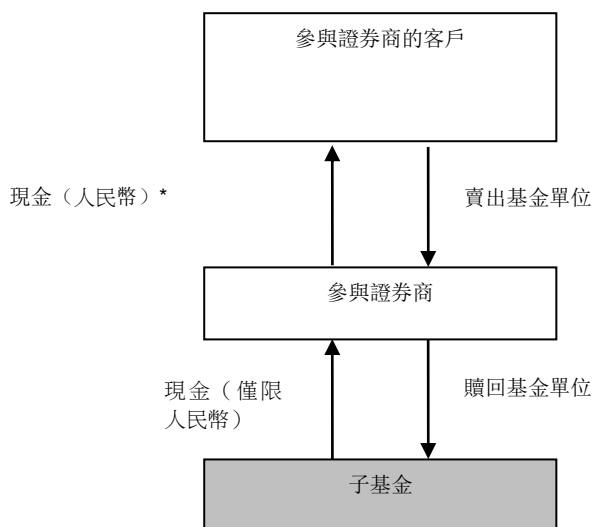 參與證券商的客戶
現金（人民幣）*
賣出基金單位
參與證券商
現金（僅限
人民幣）
贖回基金單位
子基金